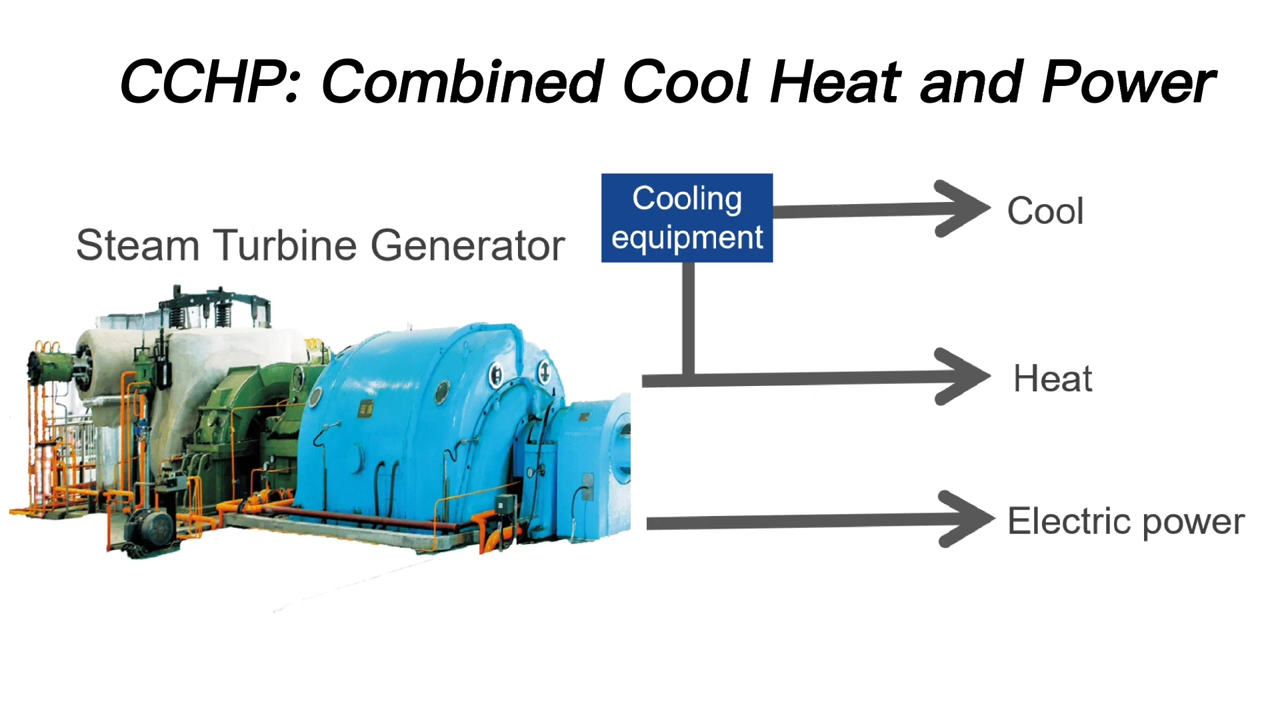 CCHP: Combined Cool Heat and Power
Steam Turbine Generator
Cooling
equipment
Cool
Heat
Electric power